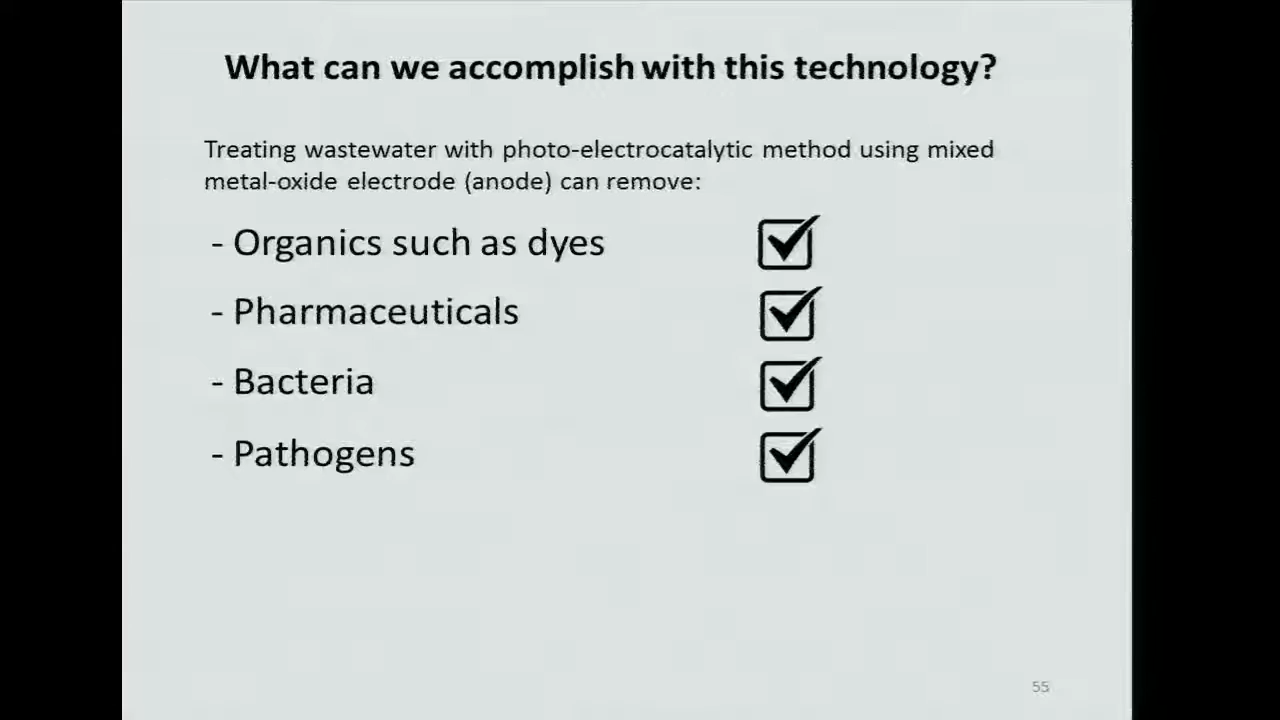 What can we accomplish with this technology?
Treating wastewater with photo-electrocatalytic method using mixed
metal-oxide electrode (anode) can remove:
- Organics such as dyes
- Pharmaceuticals
- Bacteria
- Pathogens
55